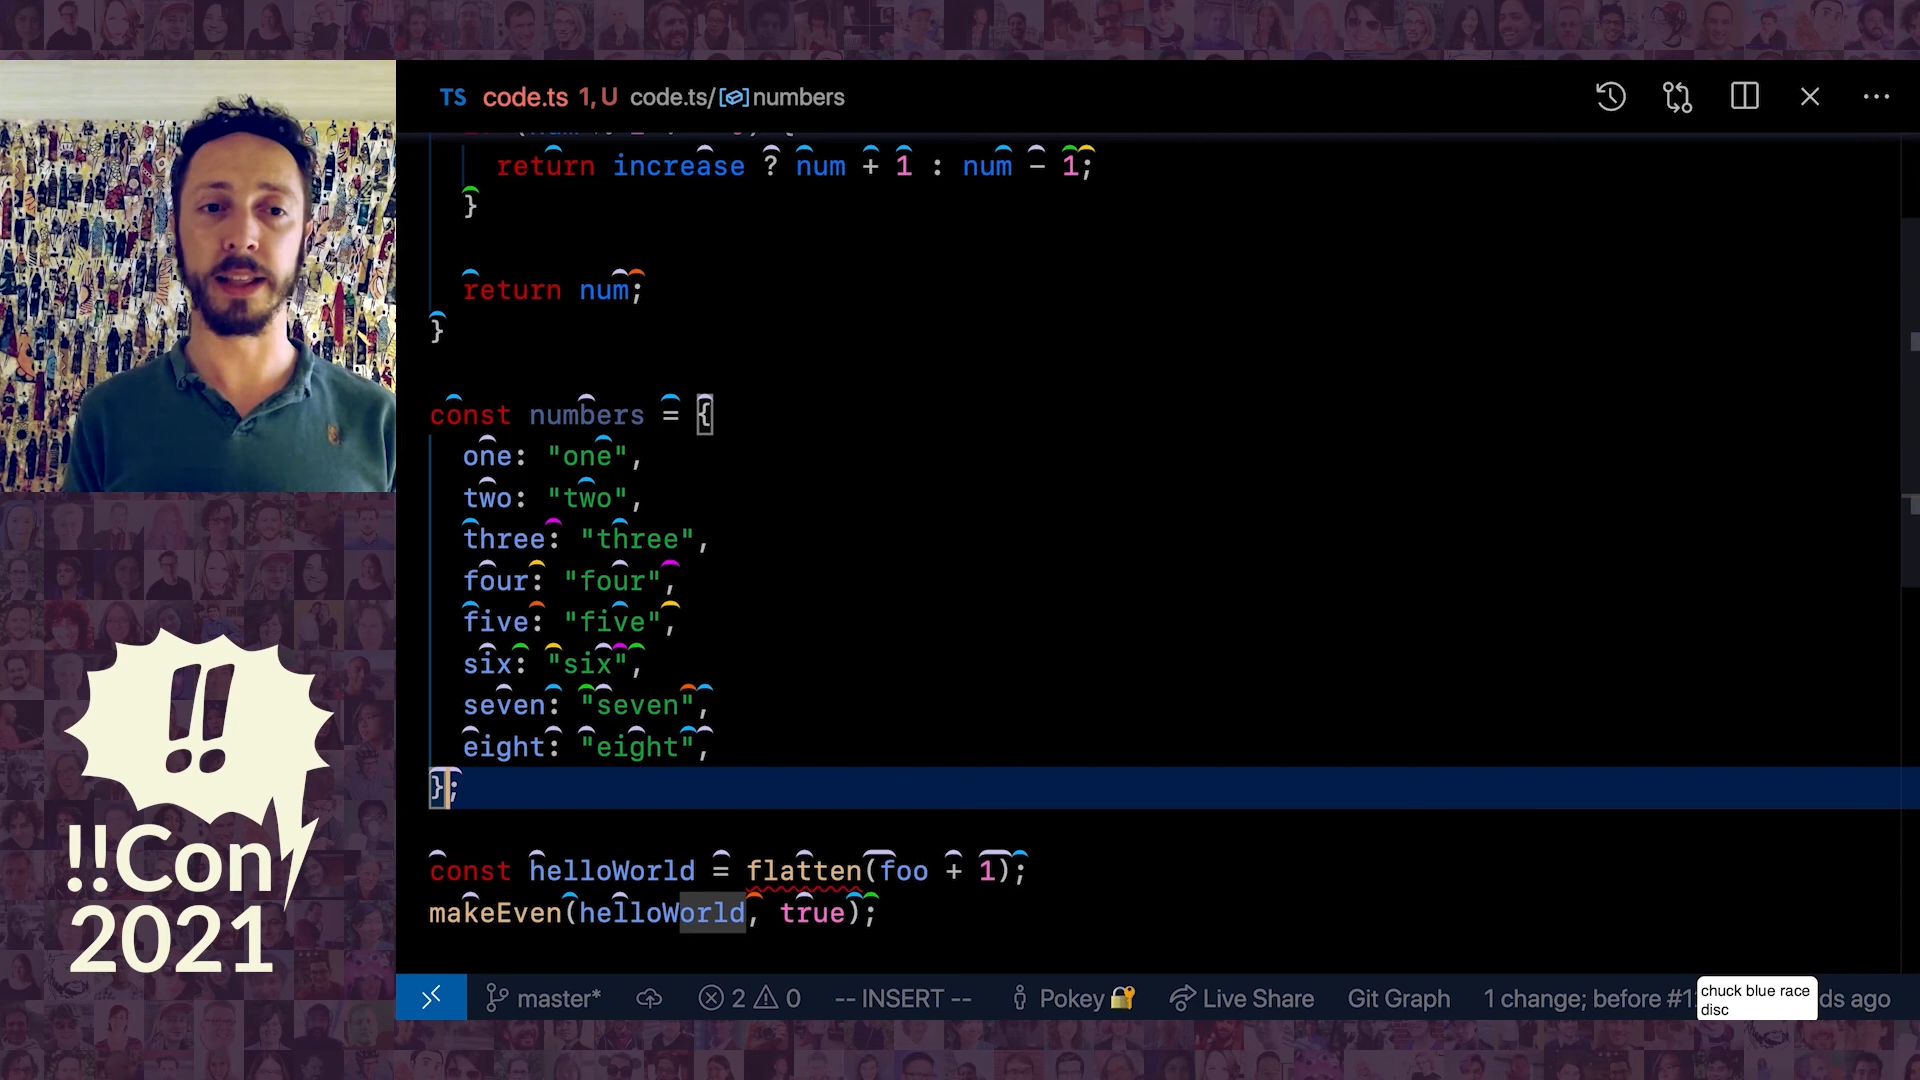 TS code.ts 1, U code.ts/numbers
return increase ? num + 1 : num - 1;
}
return num;
}
const numbers = {
one: "one",
two: "two",
three: "three",
four: "four",
five: "five",
six: "six",
seven: "seven",
eight: "eight",
};
const helloWorld = flatten(foo + 1);
makeEven(helloWorld, true);
!!
!!Con
2021
master* 2 0 -- INSERT -- Pokey Live Share Git Graph 1 change; before #1 ds ago
chuck blue race
disc